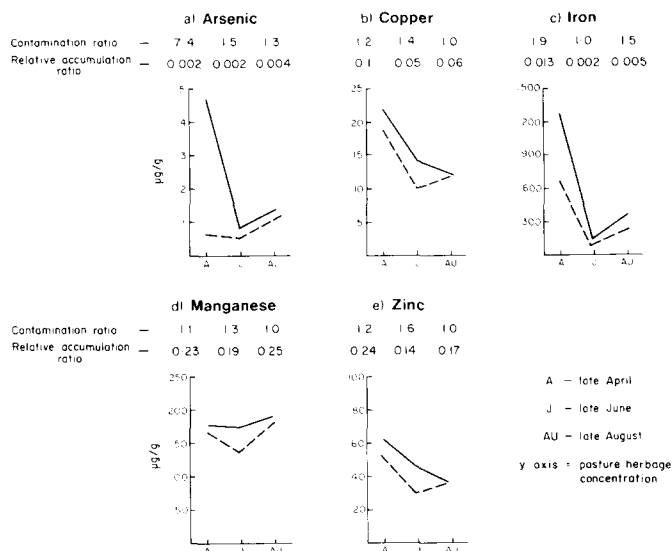 a) Arsenic b) Copper c) Iron
Contamination ratio – 7·4 1·5 1·3 1·2 1·4 1·0 1·9 1·0 1·5
Relative accumulation ratio – 0·002 0·002 0·004 0·1 0·05 0·06 0·013 0·002 0·005
µg/g
5
4
3
2
1
A AU
25
20
15
10
5
A J AU
1500
900
300
A J AU
d) Manganese e) Zinc
Contamination ratio – 1·1 1·3 1·0 1·2 1·6 1·0
Relative accumulation ratio – 0·23 0·19 0·25 0·24 0·14 0·17
µg/g
250
200
A J AU
100
80
60
40
20
A J AU
A – late April
J – late June
AU – late August
y axis = pasture herbage
concentration